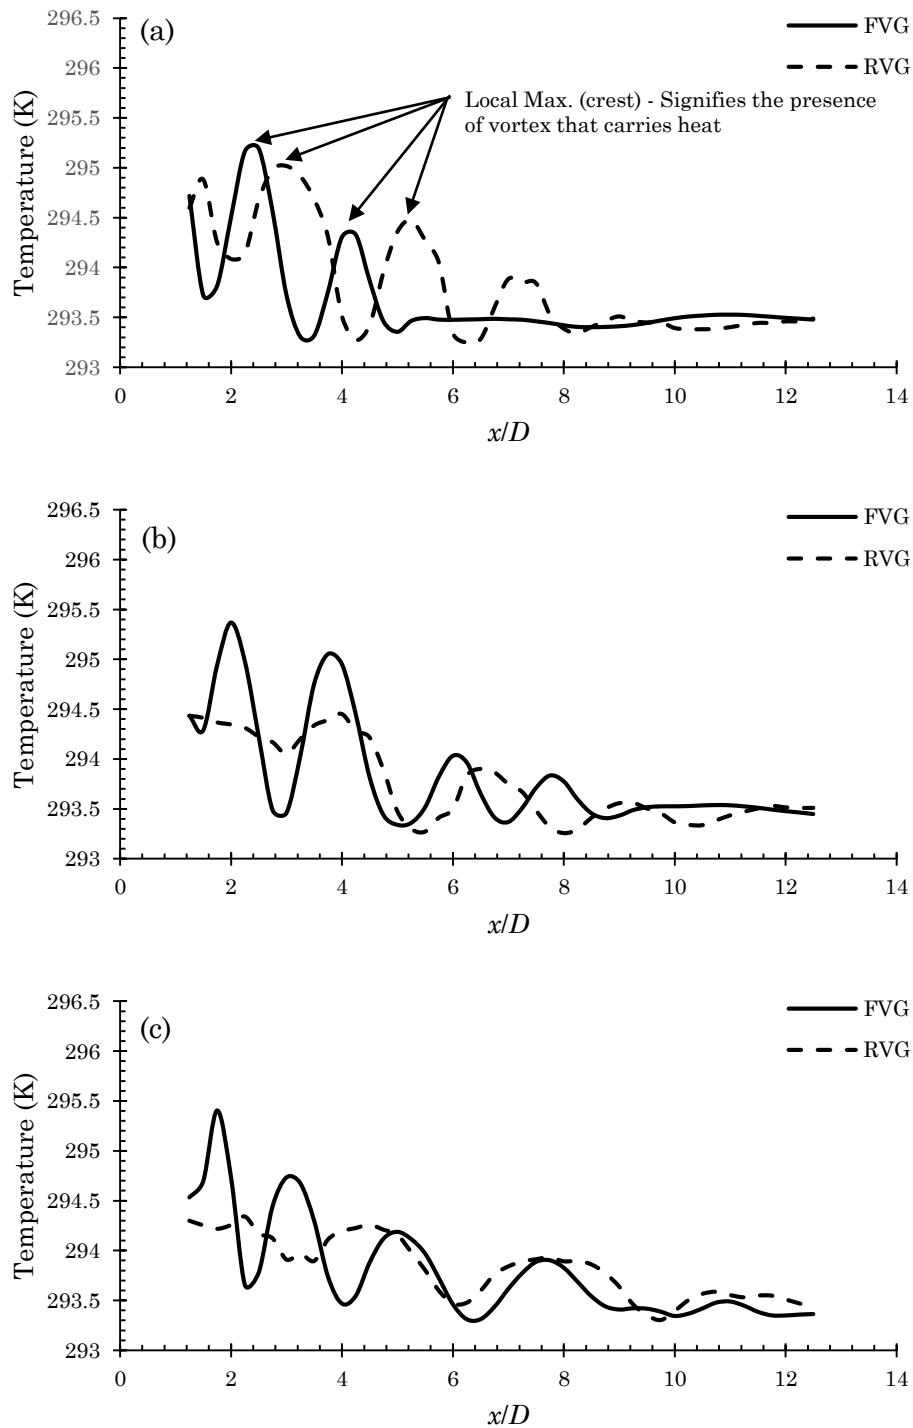 296.5
296
295.5
295
294.5
294
293.5
293
Temperature (K)
(a)
FVG
RVG
Local Max. (crest) - Signifies the presence
of vortex that carries heat
0 2 4 6 8 10 12 14
x/D
296.5
296
295.5
295
294.5
294
293.5
293
Temperature (K)
(b)
FVG
RVG
0 2 4 6 8 10 12 14
x/D
296.5
296
295.5
295
294.5
294
293.5
293
Temperature (K)
(c)
FVG
RVG
0 2 4 6 8 10 12 14
x/D